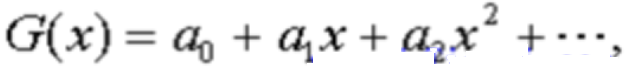 G(x) = a₀ + a₁x + a₂x² + ⋯,